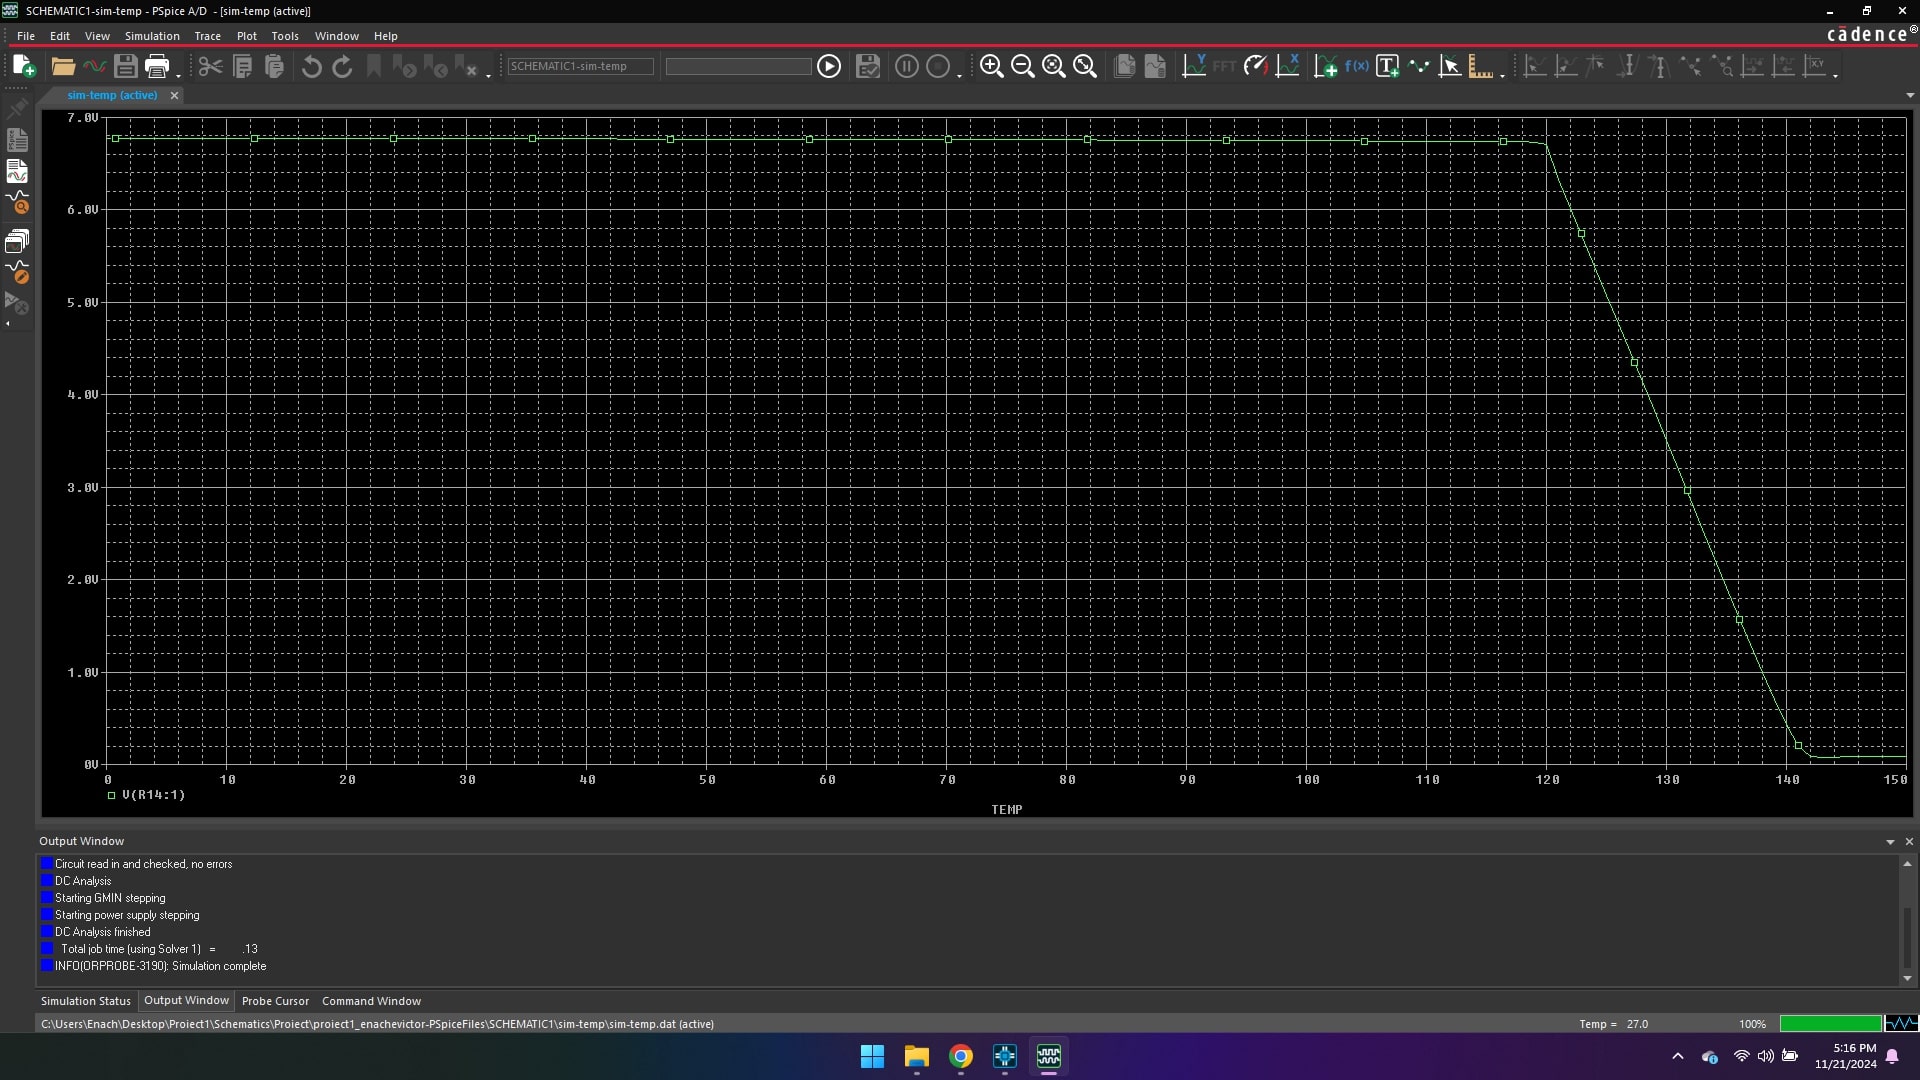 SCHEMATIC1-sim-temp - PSpice A/D - [sim-temp (active)]
File Edit View Simulation Trace Plot Tools Window Help
cādence®
SCHEMATIC1-sim-temp
FFT
f(x)
sim-temp (active)
7.0V
6.0V
5.0V
4.0V
3.0V
2.0V
1.0V
0V
0 10 20 30 40 50 60 70 80 90 100 110 120 130 140 150
V(R14:1)
TEMP
Output Window
Circuit read in and checked, no errors
DC Analysis
Starting GMIN stepping
Starting power supply stepping
DC Analysis finished
Total job time (using Solver 1) = .13
INFO(ORPROBE-3190): Simulation complete
Simulation Status Output Window Probe Cursor Command Window
C:\Users\Enach\Desktop\Proiect1\Schematics\Proiect\proiect1_enachevictor-PSpiceFiles\SCHEMATIC1\sim-temp\sim-temp.dat (active) Temp = 27.0 100%
5:16 PM
11/21/2024